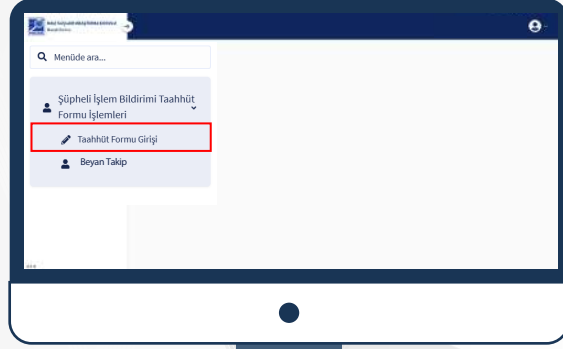 Menüde ara...
Şüpheli İşlem Bildirimi Taahhüt
Formu İşlemleri
Taahhüt Formu Girişi
Beyan Takip